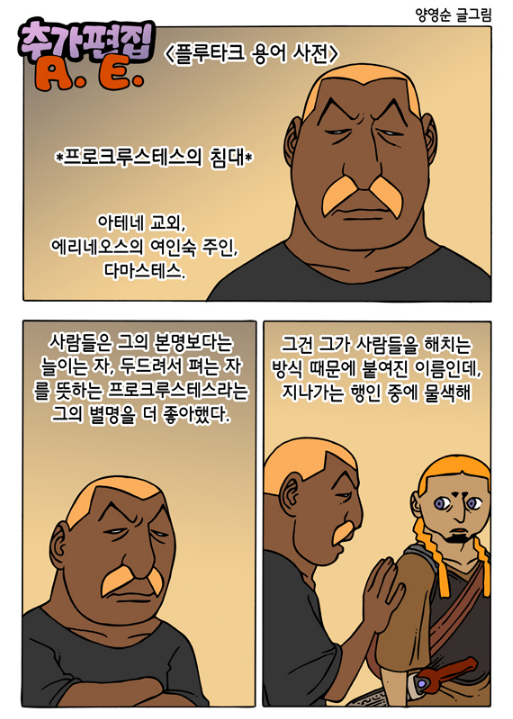 양영순 글그림
추가편집
A. E.
<플루타크 용어 사전>
*프로크루스테스의 침대*
아테네 교외,
에리네오스의 여인숙 주인,
다마스테스.
사람들은 그의 본명보다는
늘이는 자, 두드려서 펴는 자
를 뜻하는 프로크루스테스라는
그의 별명을 더 좋아했다.
그건 그가 사람들을 해치는
방식 때문에 붙여진 이름인데,
지나가는 행인 중에 물색해